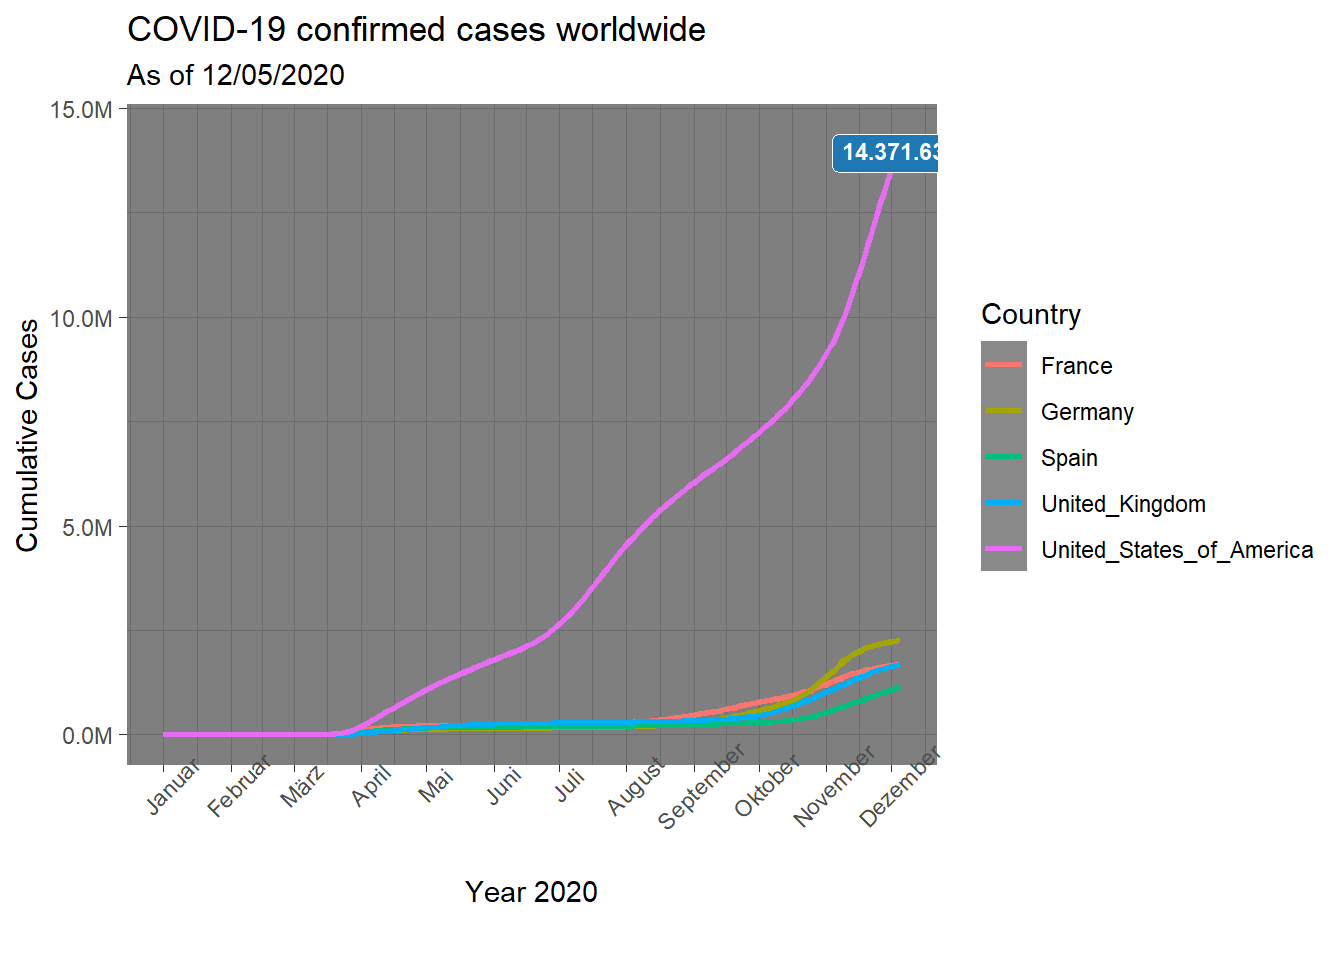 COVID-19 confirmed cases worldwide
As of 12/05/2020
15.0M
10.0M
5.0M
0.0M
Cumulative Cases
14.371.63
Januar
Februar
März
April
Mai
Juni
Juli
August
September
Oktober
November
Dezember
Year 2020
Country
France
Germany
Spain
United_Kingdom
United_States_of_America